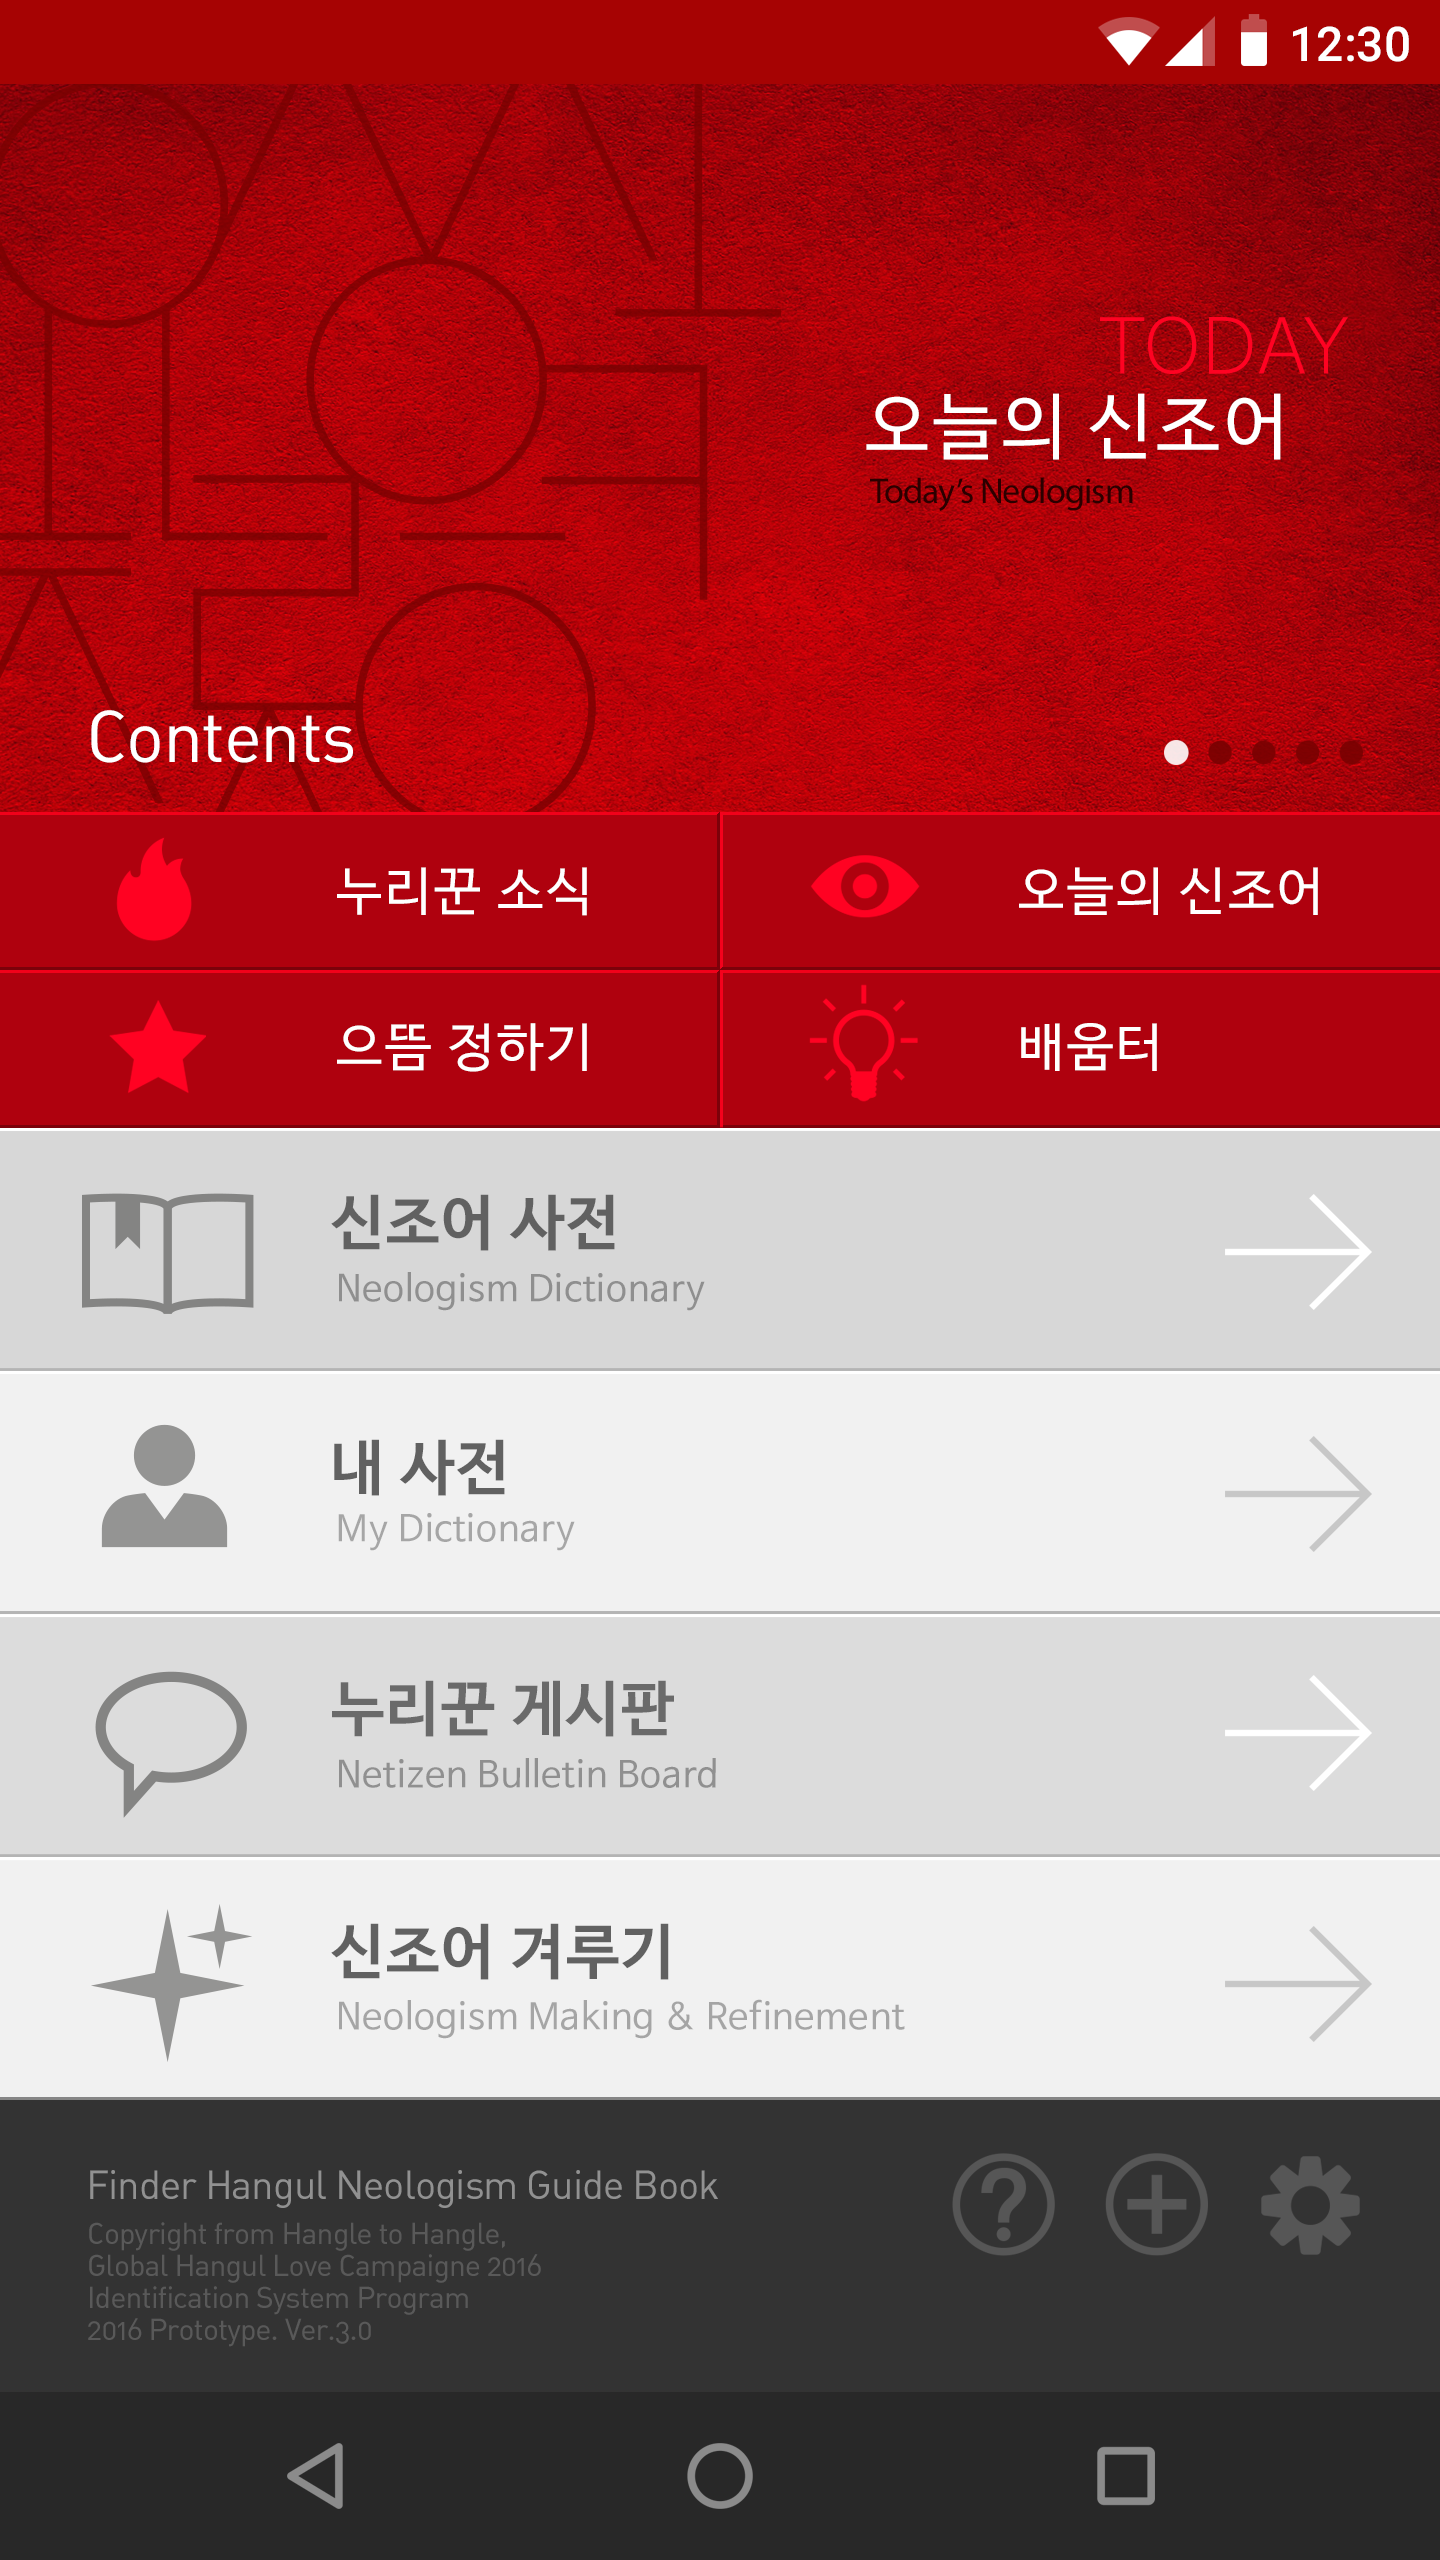 12:30
TODAY
오늘의 신조어
Today's Neologism
Contents
누리꾼 소식
오늘의 신조어
으뜸 정하기
배움터
신조어 사전
Neologism Dictionary
내 사전
My Dictionary
누리꾼 게시판
Netizen Bulletin Board
신조어 겨루기
Neologism Making & Refinement
Finder Hangul Neologism Guide Book
Copyright from Hangle to Hangle,
Global Hangul Love Campaigne 2016
Identification System Program
2016 Prototype. Ver.3.0